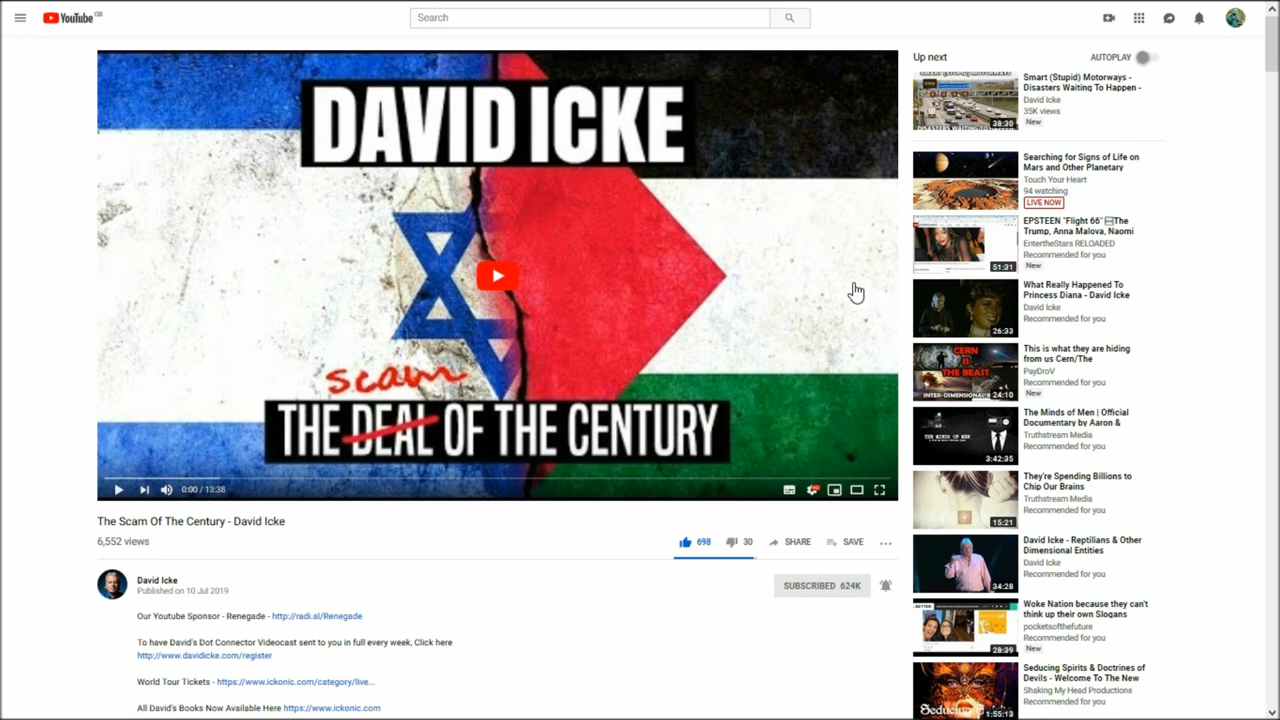 YouTube GB
Search
DAVID ICKE
scam
THE DEAL OF THE CENTURY
0:00 / 13:38
The Scam Of The Century - David Icke
6,552 views
698
30
SHARE
SAVE
David Icke
Published on 10 Jul 2019
SUBSCRIBED 624K
Our Youtube Sponsor - Renegade - http://radi.al/Renegade
To have David's Dot Connector Videocast sent to you in full every week, Click here
http://www.davidicke.com/register
World Tour Tickets - https://www.ickonic.com/category/live...
All David's Books Now Available Here https://www.ickonic.com
Up next
AUTOPLAY
Smart (Stupid) Motorways -
Disasters Waiting To Happen -
David Icke
35K views
New
38:30
Searching for Signs of Life on
Mars and Other Planetary
Touch Your Heart
94 watching
LIVE NOW
EPSTEEN "Flight 66" The
Trump, Anna Malova, Naomi
EntertheStars RELOADED
Recommended for you
New
51:31
What Really Happened To
Princess Diana - David Icke
David Icke
Recommended for you
26:33
This is what they are hiding
from us Cern/The
PayDroV
Recommended for you
New
CERN
IS
THE BEAST
INTER-DIMENSIONAL
24:10
The Minds of Men | Official
Documentary by Aaron &
Truthstream Media
Recommended for you
THE MINDS OF MEN
3:42:35
They're Spending Billions to
Chip Our Brains
Truthstream Media
Recommended for you
15:21
David Icke - Reptilians & Other
Dimensional Entities
David Icke
Recommended for you
34:28
Woke Nation because they can't
think up their own Slogans
pocketsofthefuture
Recommended for you
New
28:39
Seducing Spirits & Doctrines of
Devils - Welcome To The New
Shaking My Head Productions
Recommended for you
Seducing
1:55:13